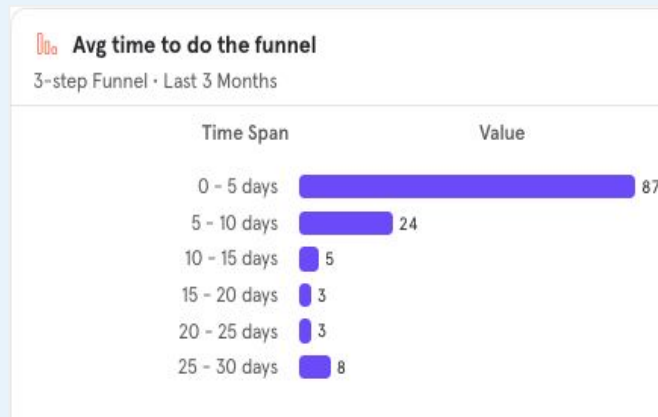 Avg time to do the funnel
3-step Funnel • Last 3 Months
Time Span Value
0 - 5 days 87
5 - 10 days 24
10 - 15 days 5
15 - 20 days 3
20 - 25 days 3
25 - 30 days 8